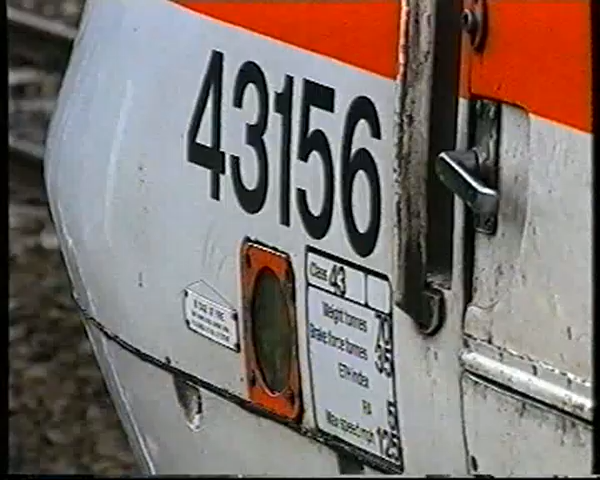 43156
Class 43
Weight tonnes 70
Brake force tonnes 35
ETH index
RA 5
Max speed mph 125